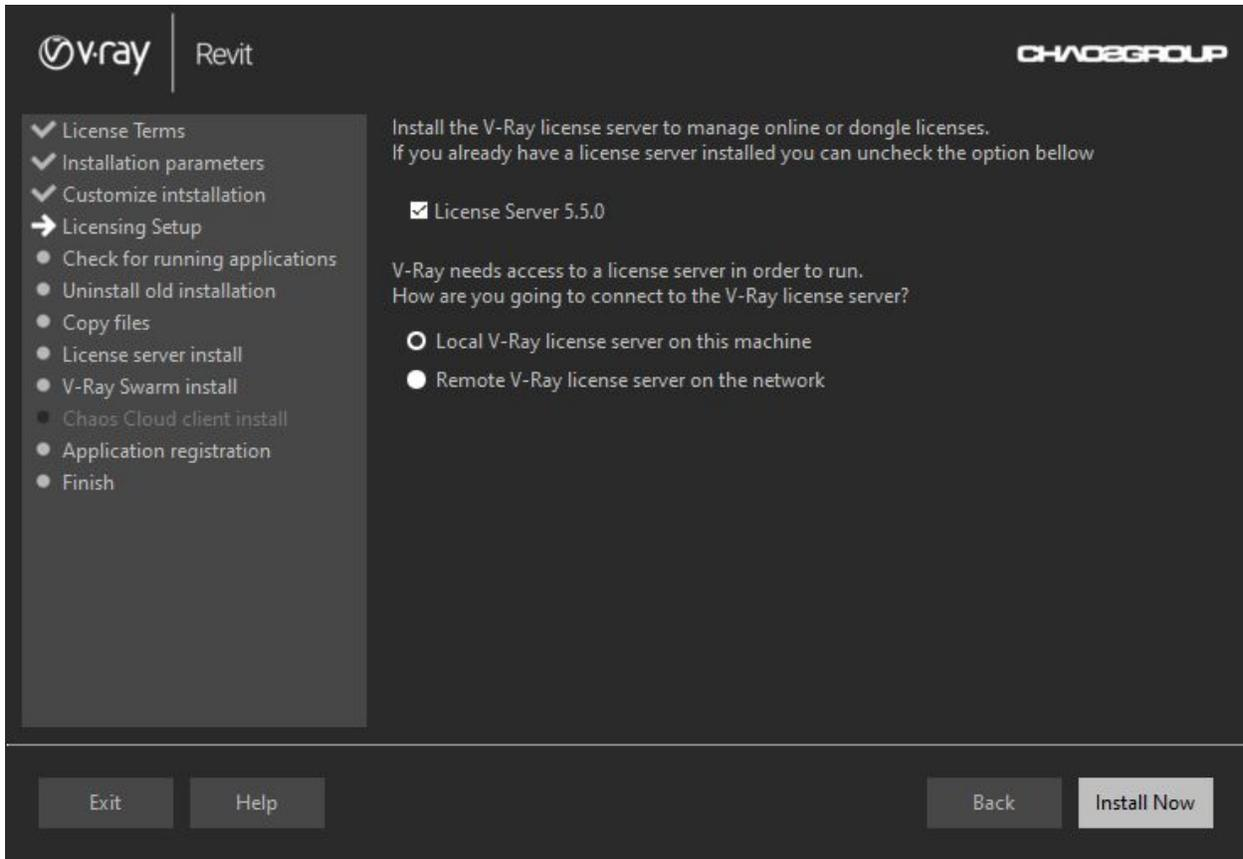 v·ray
Revit
CHAOSGROUP
License Terms
Installation parameters
Customize intstallation
Licensing Setup
Check for running applications
Uninstall old installation
Copy files
License server install
V-Ray Swarm install
Chaos Cloud client install
Application registration
Finish
Install the V-Ray license server to manage online or dongle licenses.
If you already have a license server installed you can uncheck the option bellow
License Server 5.5.0
V-Ray needs access to a license server in order to run.
How are you going to connect to the V-Ray license server?
Local V-Ray license server on this machine
Remote V-Ray license server on the network
Exit
Help
Back
Install Now